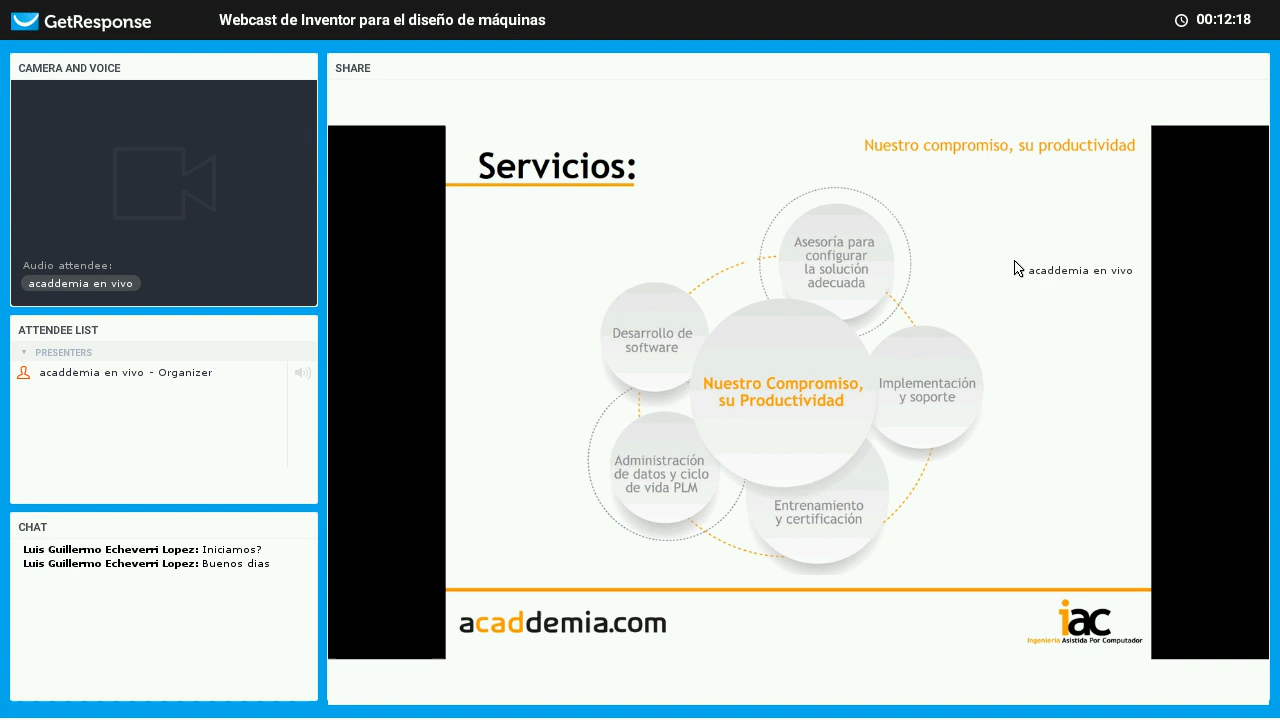 GetResponse
Webcast de Inventor para el diseño de máquinas
00:12:18
CAMERA AND VOICE
Audio attendee:
acaddemia en vivo
ATTENDEE LIST
PRESENTERS
acaddemia en vivo - Organizer
CHAT
Luis Guillermo Echeverri Lopez: Iniciamos?
Luis Guillermo Echeverri Lopez: Buenos dias
SHARE
Nuestro compromiso, su productividad
Servicios:
Asesoría para
configurar
la solución
adecuada
acaddemia en vivo
Desarrollo de
software
Nuestro Compromiso,
su Productividad
Implementación
y soporte
Administración
de datos y ciclo
de vida PLM
Entrenamiento
y certificación
acaddemia.com
iac
Ingeniería Asistida Por Computador